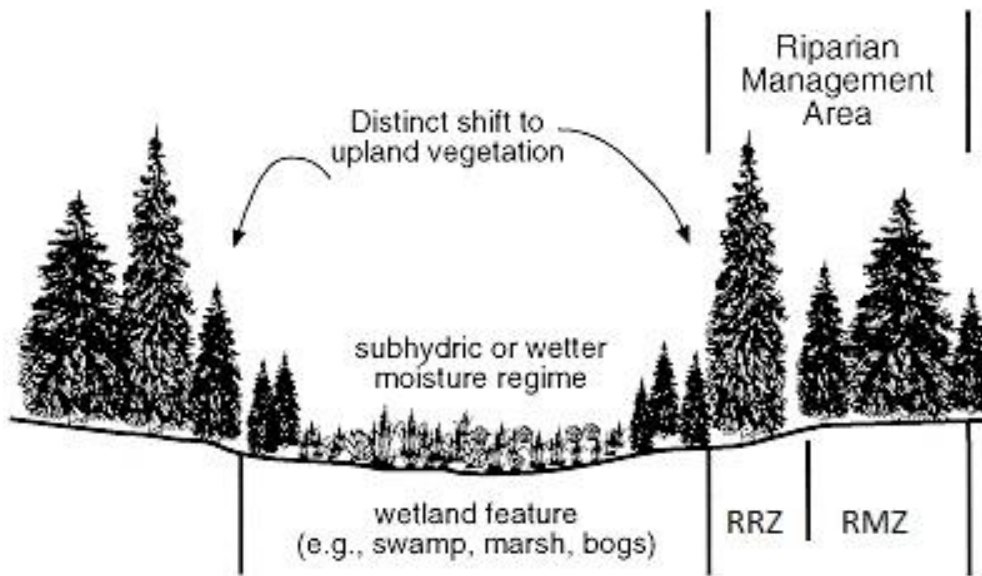 Riparian
Management
Area
Distinct shift to
upland vegetation
subhydric or wetter
moisture regime
wetland feature
(e.g., swamp, marsh, bogs)
RRZ
RMZ